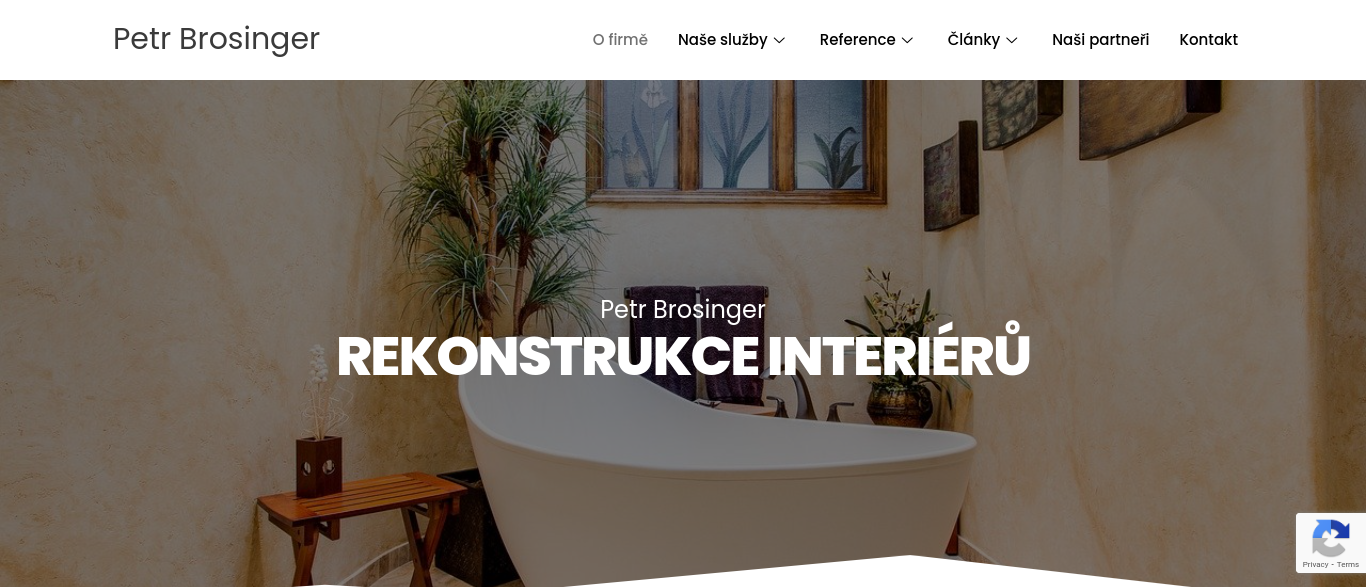 Petr Brosinger
O firmě Naše služby Reference Články Naši partneři Kontakt
Petr Brosinger
REKONSTRUKCE INTERIÉRŮ
Privacy - Terms